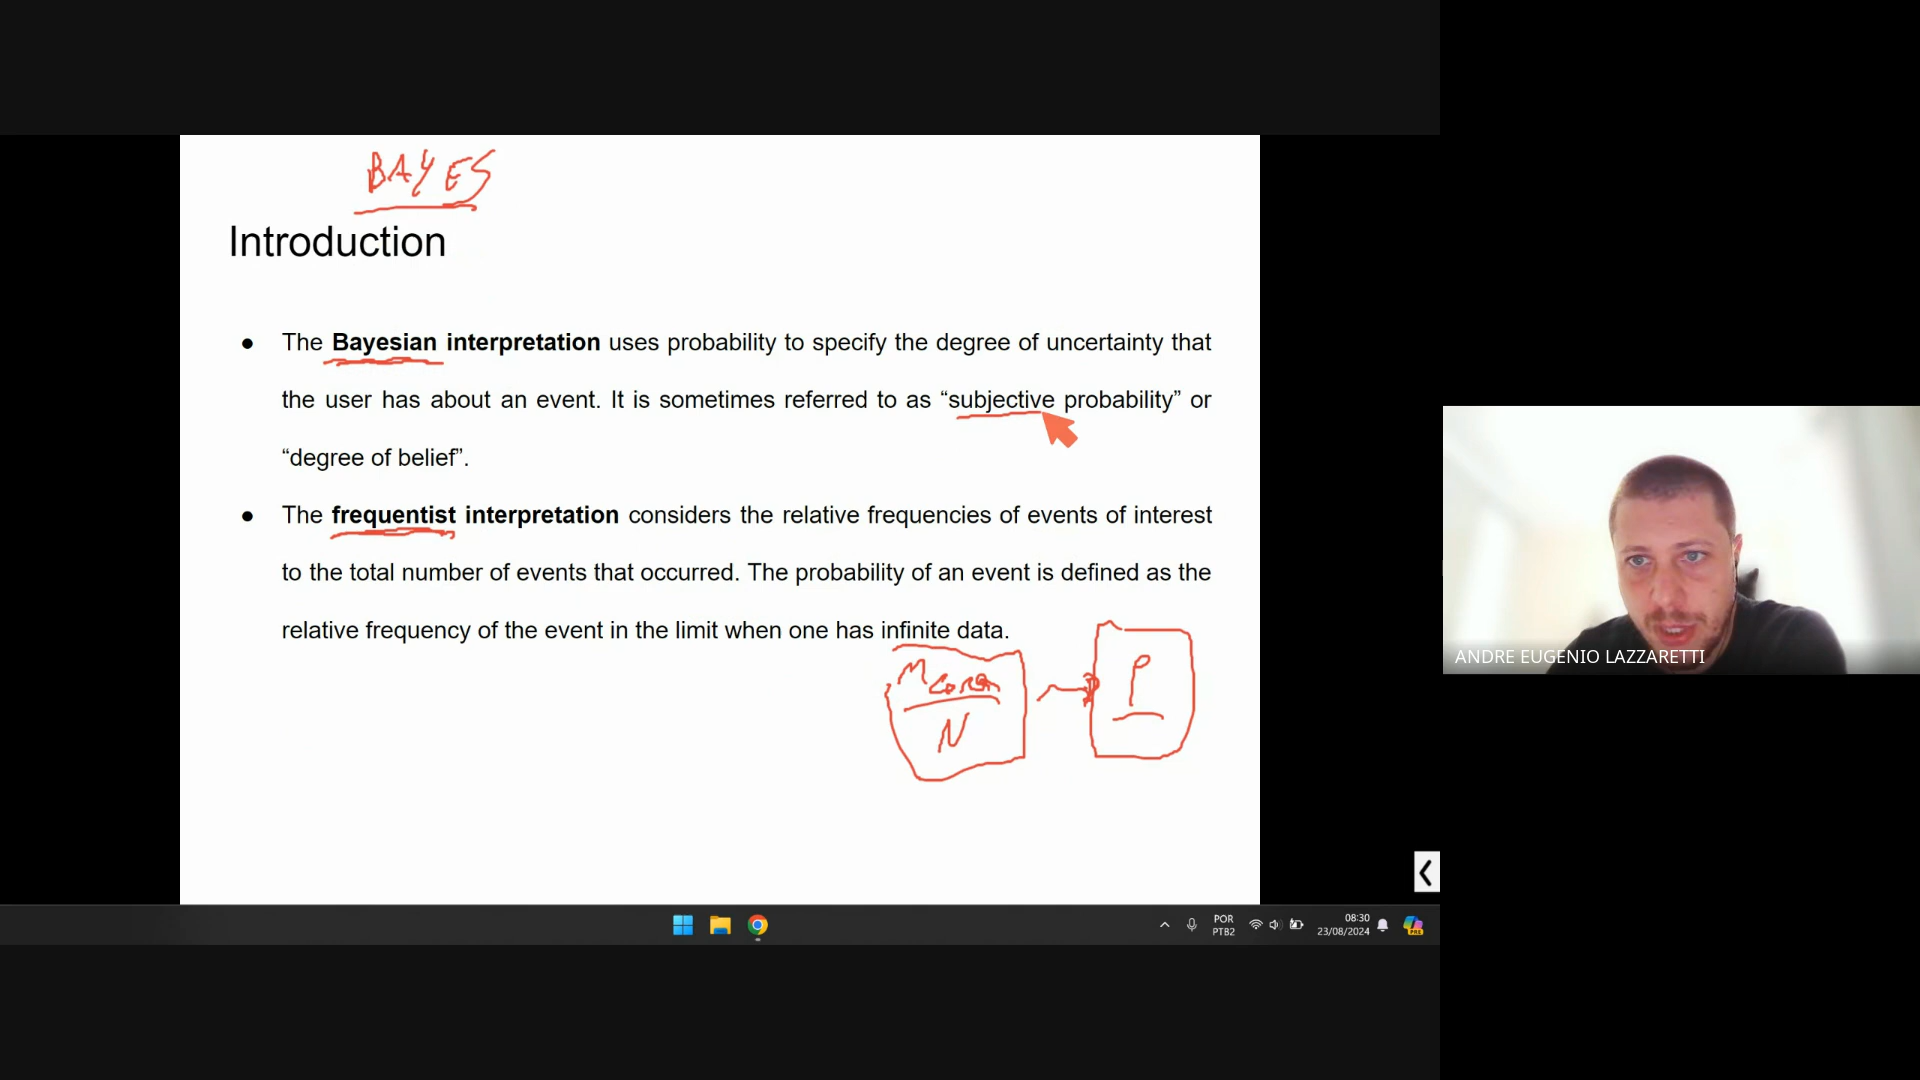 BAYES
Introduction
● The Bayesian interpretation uses probability to specify the degree of uncertainty that
the user has about an event. It is sometimes referred to as “subjective probability” or
“degree of belief”.
● The frequentist interpretation considers the relative frequencies of events of interest
to the total number of events that occurred. The probability of an event is defined as the
relative frequency of the event in the limit when one has infinite data.
N
P
ANDRE EUGENIO LAZZARETTI
POR
PTB2
08:30
23/08/2024
PRE